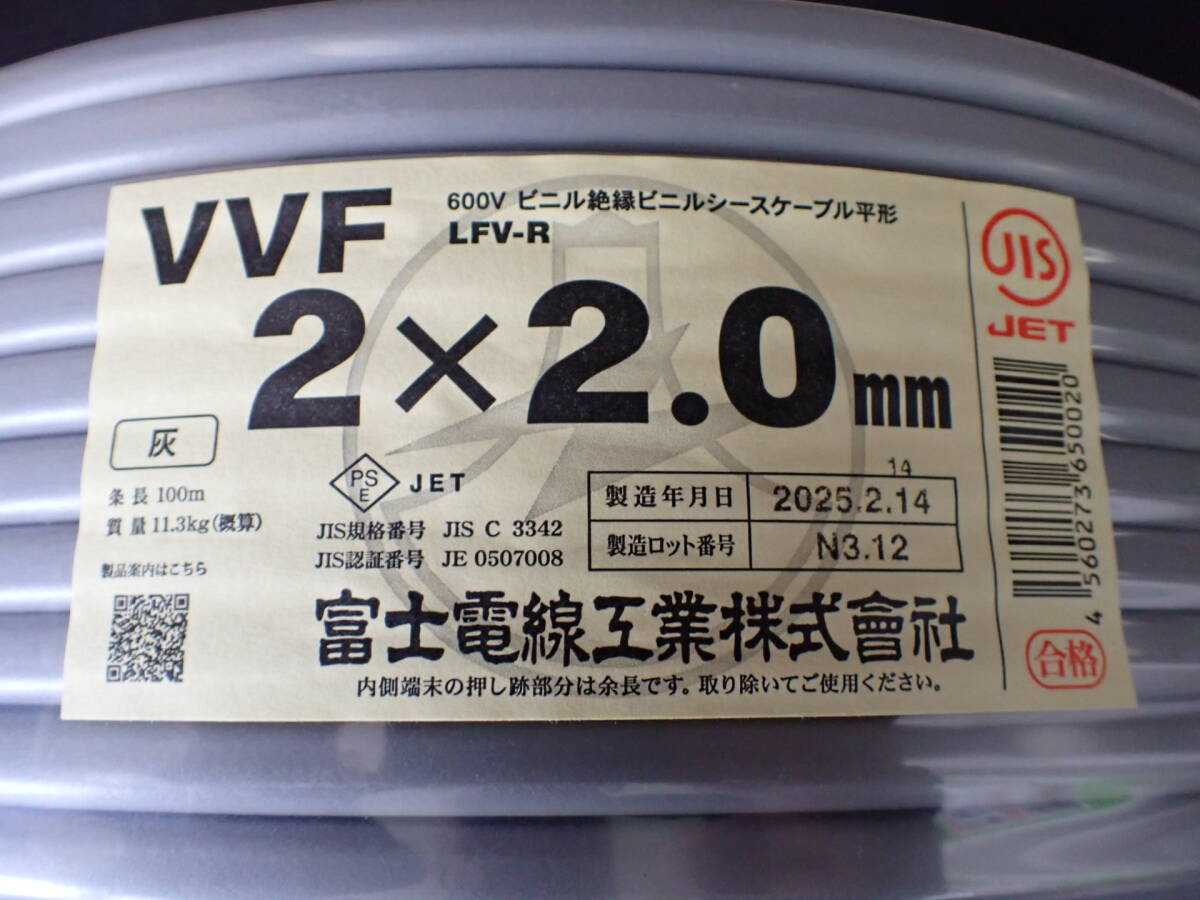 VVF
600V ビニル絶縁ビニルシースケーブル平形
LFV-R
2×2.0mm
灰
条長 100m
質量 11.3kg(概算)
製品案内はこちら
PS
E
JET
JIS規格番号 JIS C 3342
JIS認証番号 JE 0507008
14
製造年月日 2025.2.14
製造ロット番号 N3.12
富士電線工業株式會社
内側端末の押し跡部分は余長です。取り除いてご使用ください。
JIS
JET
4560273650020
合格